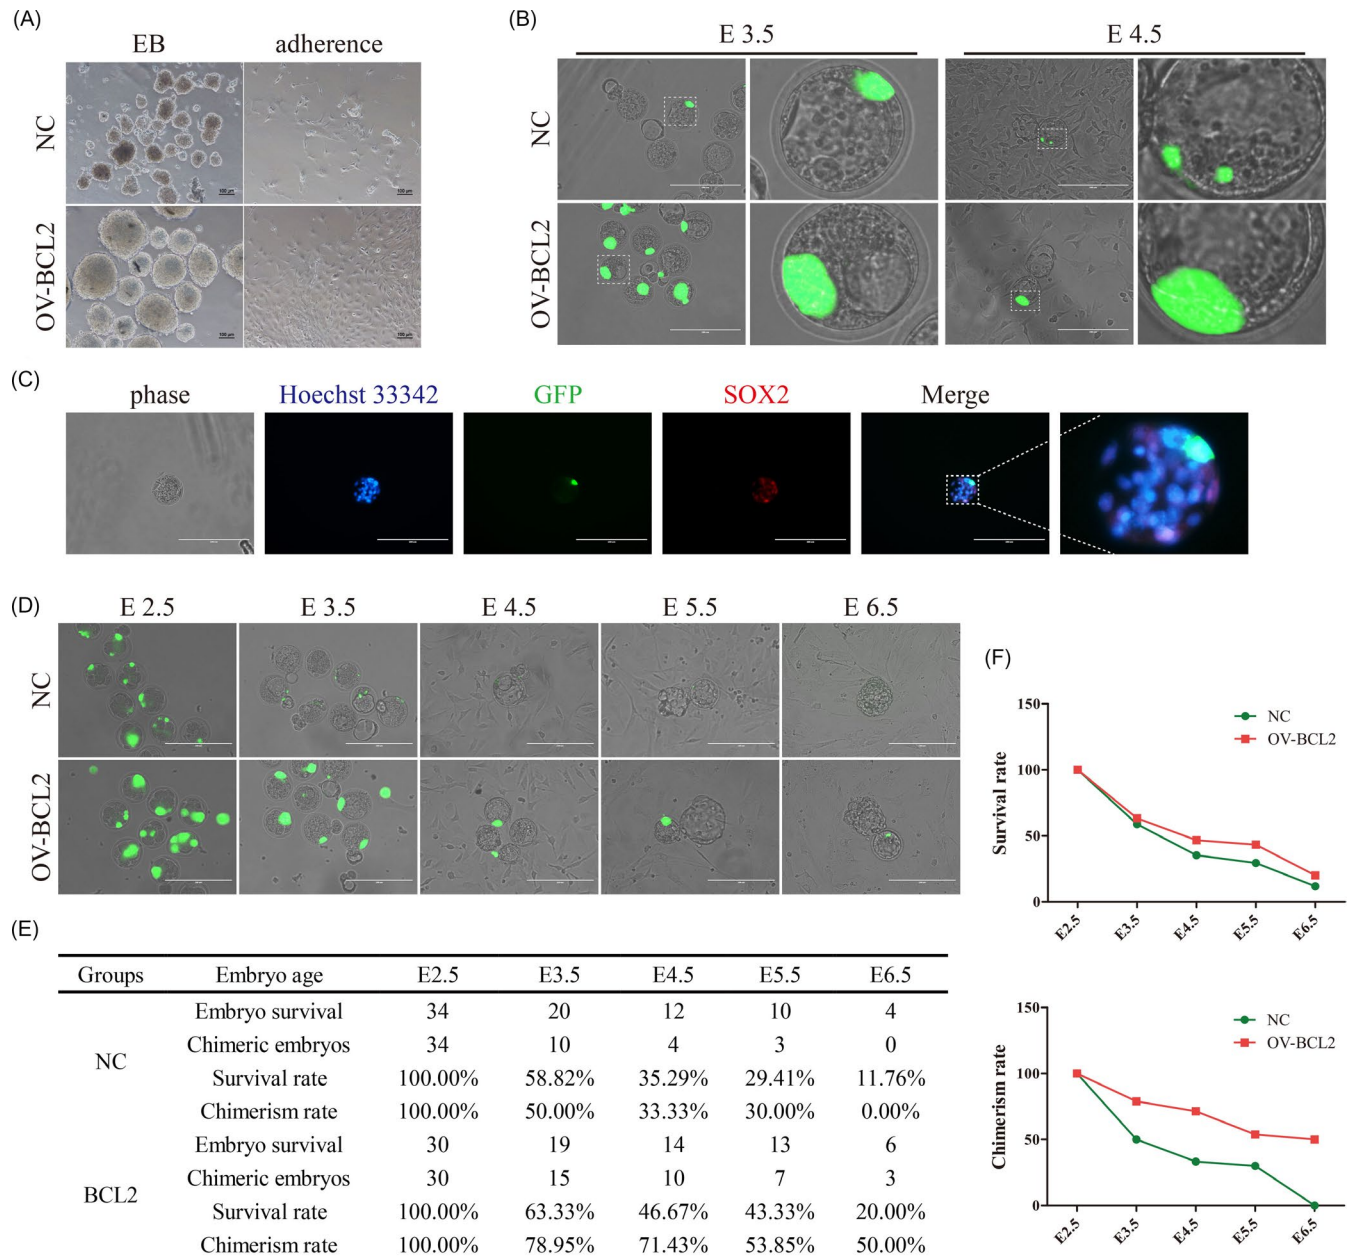 (A)
EB adherence
NC
OV-BCL2
100 μm
100 μm
100 μm
100 μm
(B)
E 3.5 E 4.5
NC
OV-BCL2
(C)
phase Hoechst 33342 GFP SOX2 Merge
(D)
E 2.5 E 3.5 E 4.5 E 5.5 E 6.5
NC
OV-BCL2
(E)
Groups Embryo age E2.5 E3.5 E4.5 E5.5 E6.5
NC
Embryo survival 34 20 12 10 4
Chimeric embryos 34 10 4 3 0
Survival rate 100.00% 58.82% 35.29% 29.41% 11.76%
Chimerism rate 100.00% 50.00% 33.33% 30.00% 0.00%
BCL2
Embryo survival 30 19 14 13 6
Chimeric embryos 30 15 10 7 3
Survival rate 100.00% 63.33% 46.67% 43.33% 20.00%
Chimerism rate 100.00% 78.95% 71.43% 53.85% 50.00%
(F)
Survival rate
150
100
50
0
NC
OV-BCL2
E2.5 E3.5 E4.5 E5.5 E6.5
Chimerism rate
150
100
50
0
NC
OV-BCL2
E2.5 E3.5 E4.5 E5.5 E6.5